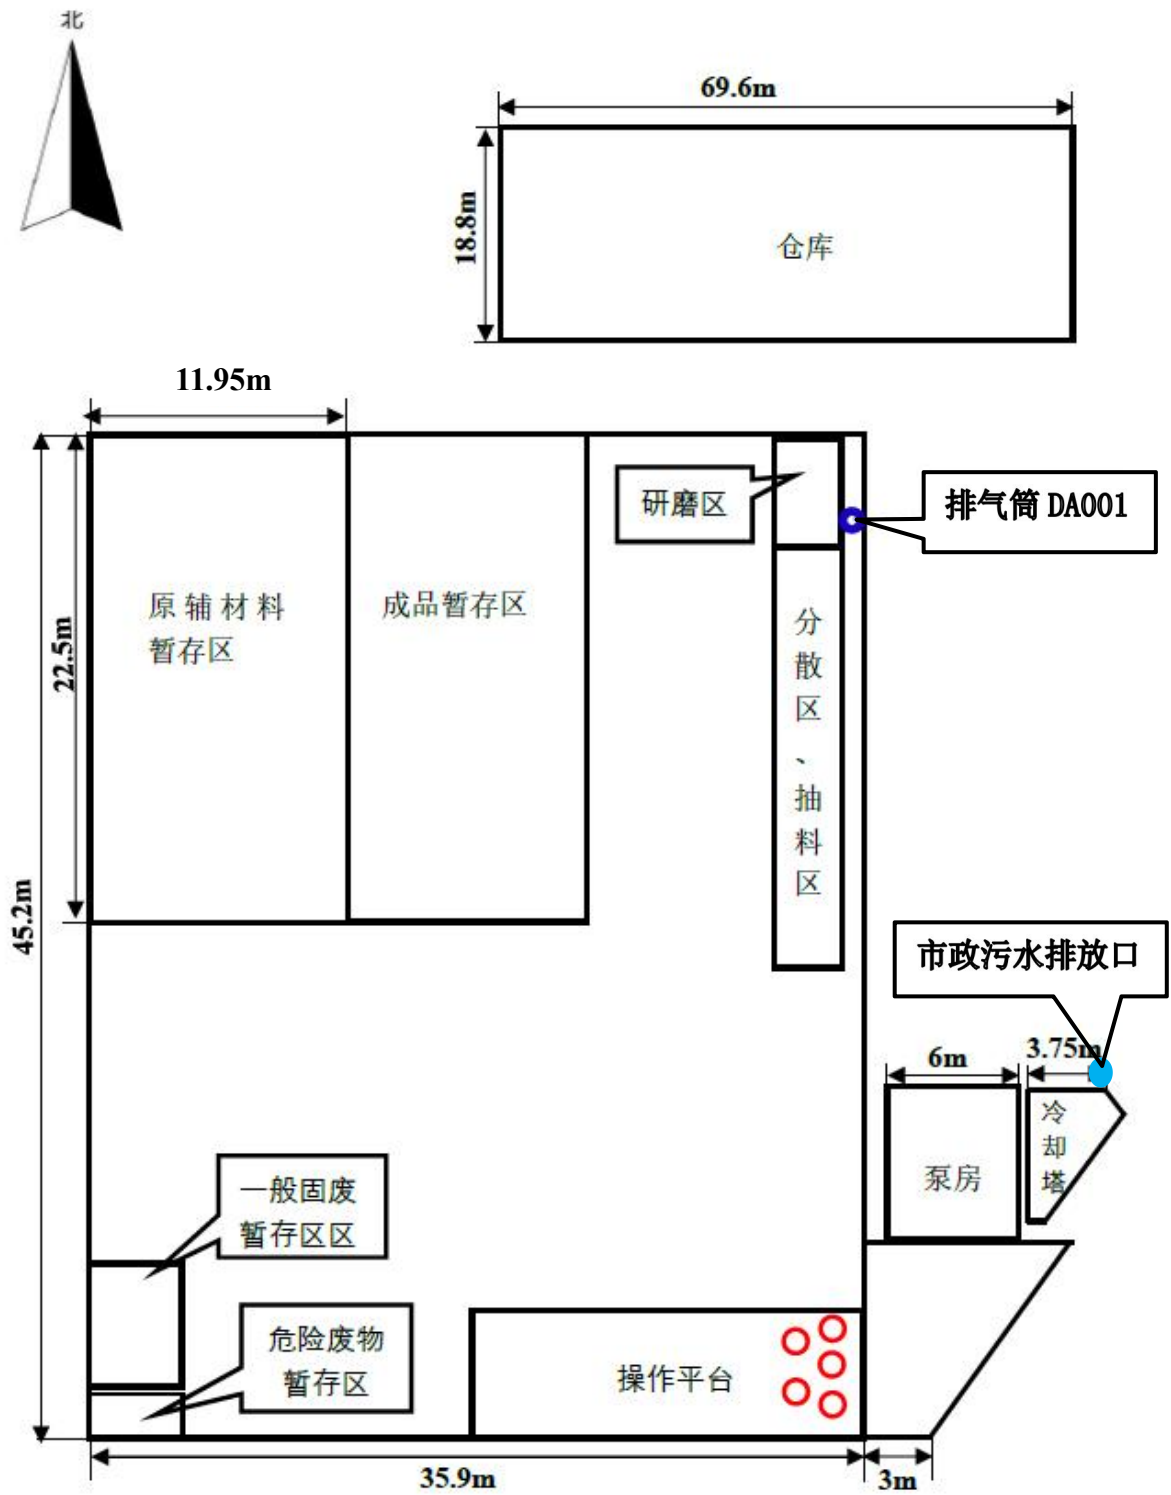 北
69.6m
18.8m
仓库
11.95m
研磨区
排气筒 DA001
原辅材料
暂存区
成品暂存区
分散区、抽料区
22.5m
45.2m
市政污水排放口
6m
3.75m
冷却塔
泵房
一般固废
暂存区区
危险废物
暂存区
操作平台
35.9m
3m